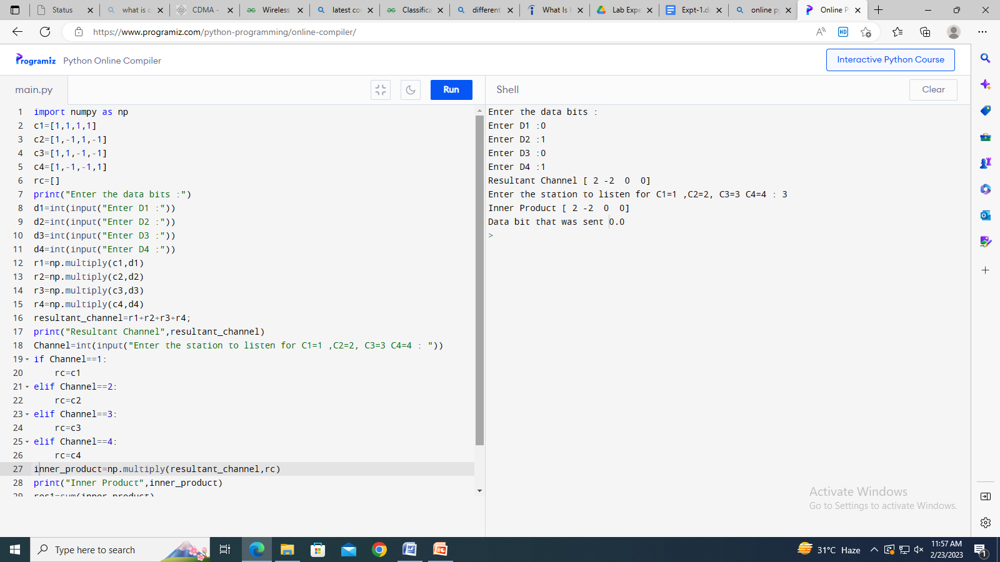 Status
what is c
CDMA -
Wireless
latest cor
Classifica
different
What Is I
Lab Expe
Expt-1.d
online py
Online P
https://www.programiz.com/python-programming/online-compiler/
HD
Programiz Python Online Compiler
Interactive Python Course
main.py
Run
Shell
Clear
1 import numpy as np
2 c1=[1,1,1,1]
3 c2=[1,-1,1,-1]
4 c3=[1,1,-1,-1]
5 c4=[1,-1,-1,1]
6 rc=[]
7 print("Enter the data bits :")
8 d1=int(input("Enter D1 :"))
9 d2=int(input("Enter D2 :"))
10 d3=int(input("Enter D3 :"))
11 d4=int(input("Enter D4 :"))
12 r1=np.multiply(c1,d1)
13 r2=np.multiply(c2,d2)
14 r3=np.multiply(c3,d3)
15 r4=np.multiply(c4,d4)
16 resultant_channel=r1+r2+r3+r4;
17 print("Resultant Channel",resultant_channel)
18 Channel=int(input("Enter the station to listen for C1=1 ,C2=2, C3=3 C4=4 : "))
19 if Channel==1:
20     rc=c1
21 elif Channel==2:
22     rc=c2
23 elif Channel==3:
24     rc=c3
25 elif Channel==4:
26     rc=c4
27 inner_product=np.multiply(resultant_channel,rc)
28 print("Inner Product",inner_product)
29 res1=sum(inner_product)
Enter the data bits :
Enter D1 :0
Enter D2 :1
Enter D3 :0
Enter D4 :1
Resultant Channel [ 2 -2  0  0]
Enter the station to listen for C1=1 ,C2=2, C3=3 C4=4 : 3
Inner Product [ 2 -2  0  0]
Data bit that was sent 0.0
>
Activate Windows
Go to Settings to activate Windows.
Type here to search
31°C Haze
11:57 AM
2/23/2023
1